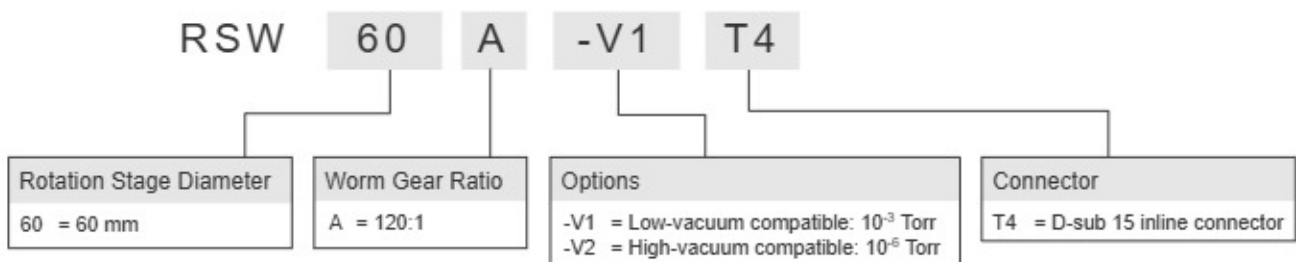 RSW 60 A -V1 T4
Rotation Stage Diameter
60 = 60 mm
Worm Gear Ratio
A = 120:1
Options
-V1 = Low-vacuum compatible: 10⁻³ Torr
-V2 = High-vacuum compatible: 10⁻⁶ Torr
Connector
T4 = D-sub 15 inline connector